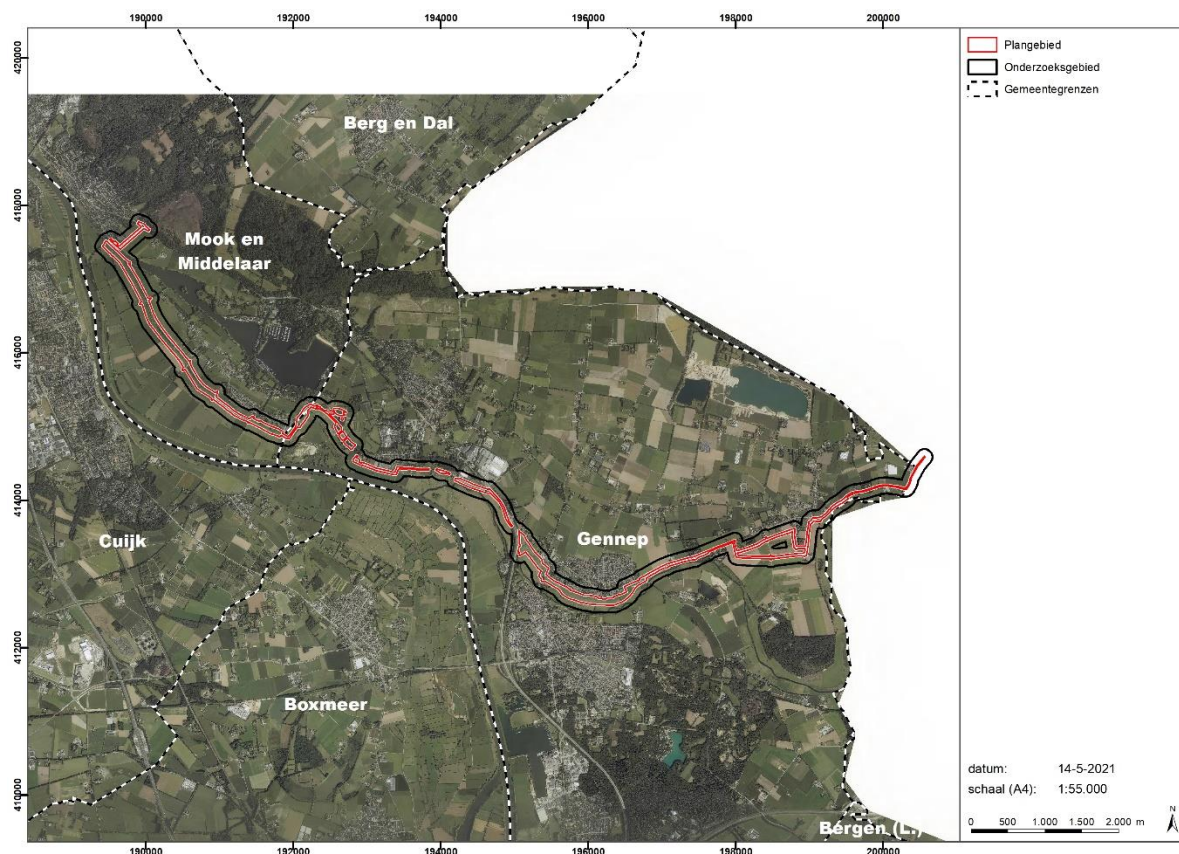 190000 192000 194000 196000 198000 200000
420000
418000
416000
414000
412000
410000
Berg en Dal
Mook en
Middelaar
Cuijk
Gennep
Boxmeer
Bergen (L.)
190000 192000 194000 196000 198000 200000
Plangebied
Onderzoeksgebied
Gemeentegrenzen
datum: 14-5-2021
schaal (A4): 1:55.000
0 500 1.000 1.500 2.000 m
N